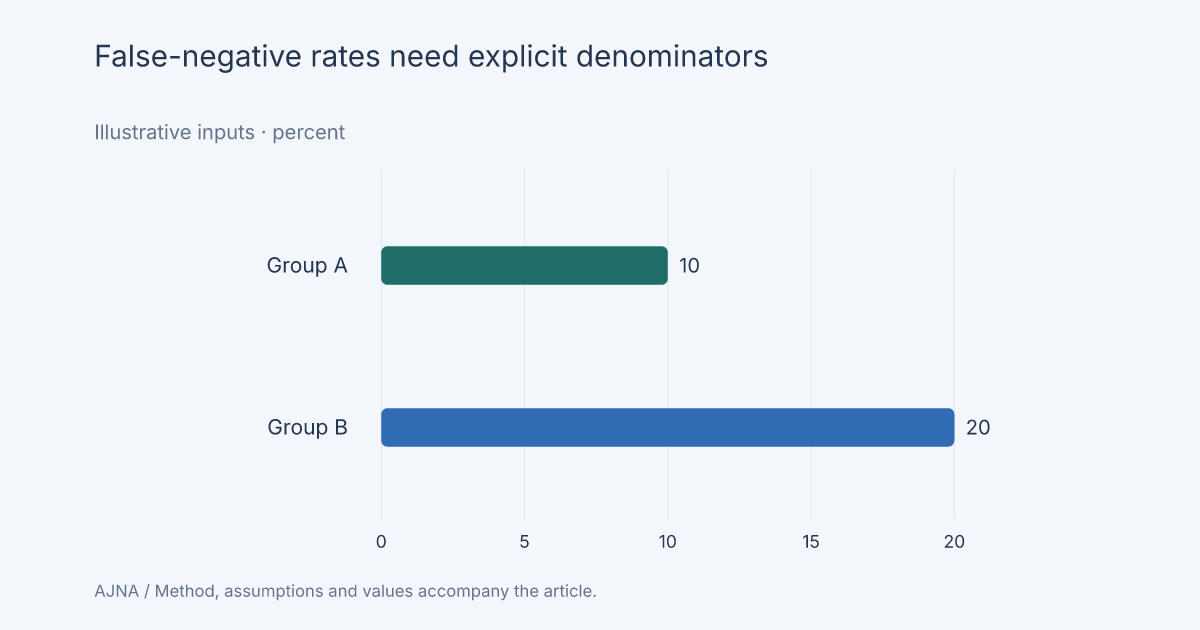 False-negative rates need explicit denominators
Illustrative inputs · percent
Group A
10
Group B
20
0 5 10 15 20
AJNA / Method, assumptions and values accompany the article.